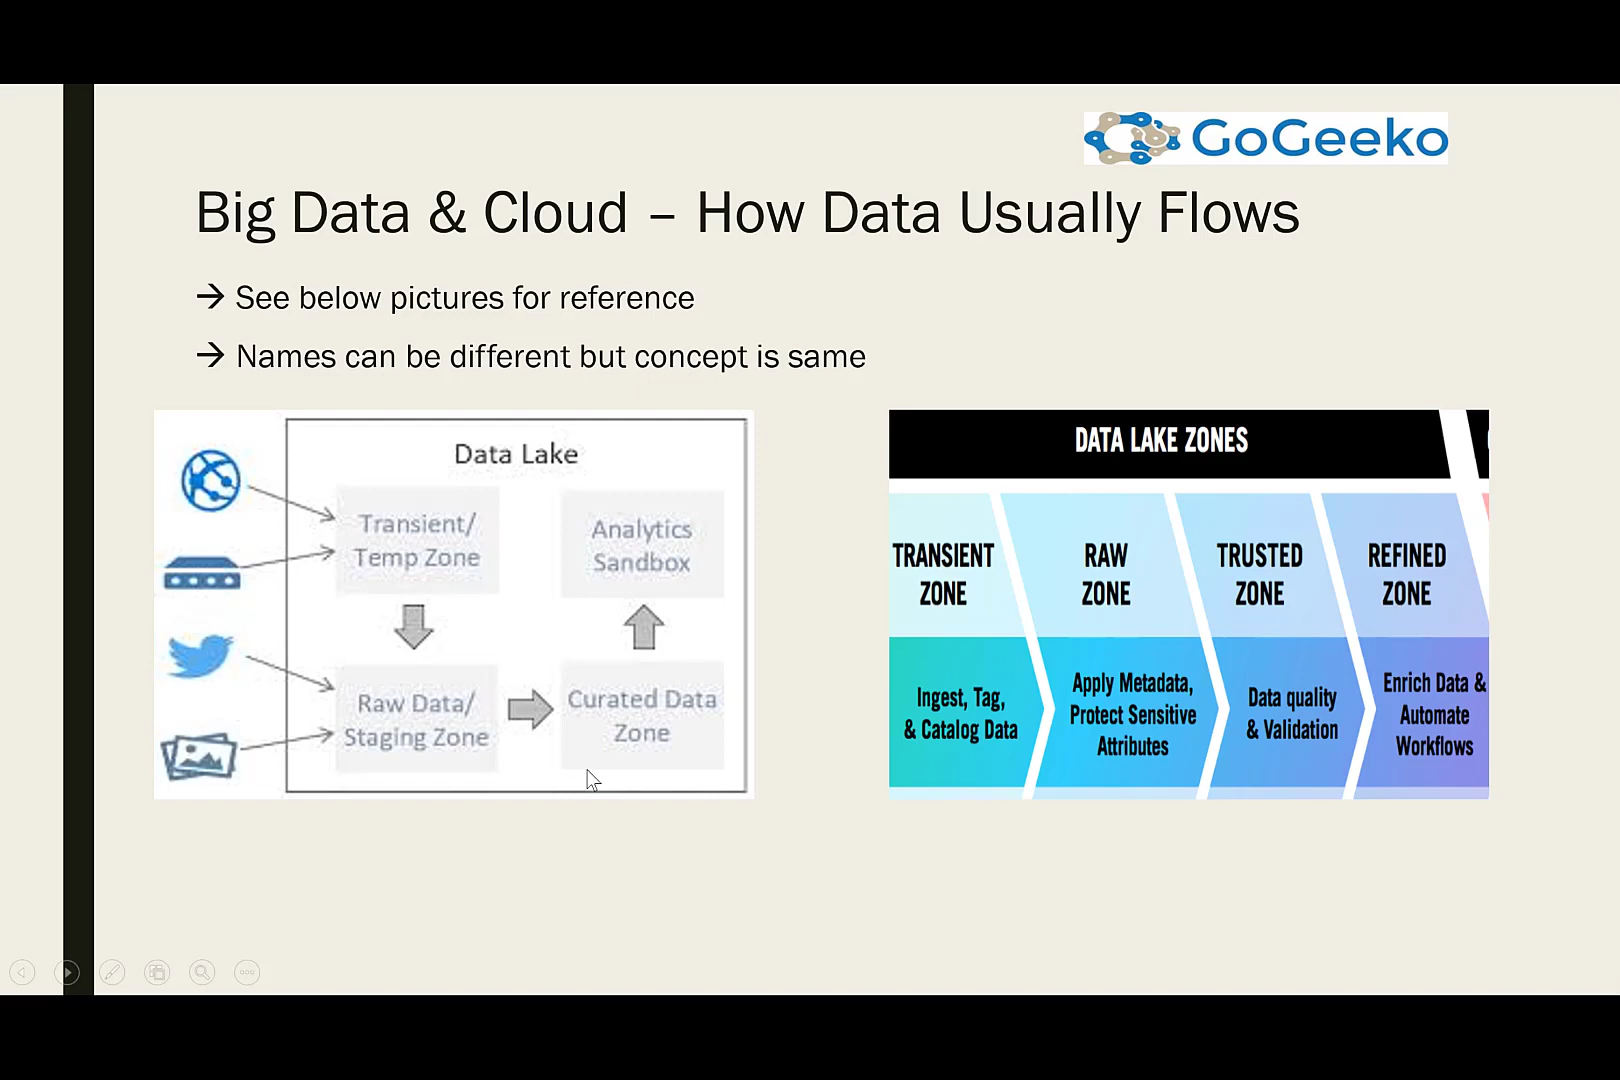 GoGeeko
Big Data & Cloud – How Data Usually Flows
→ See below pictures for reference
→ Names can be different but concept is same
Data Lake
Transient/
Temp Zone
Analytics
Sandbox
Raw Data/
Staging Zone
Curated Data
Zone
DATA LAKE ZONES
TRANSIENT
ZONE
RAW
ZONE
TRUSTED
ZONE
REFINED
ZONE
Ingest, Tag,
& Catalog Data
Apply Metadata,
Protect Sensitive
Attributes
Data quality
& Validation
Enrich Data &
Automate
Workflows